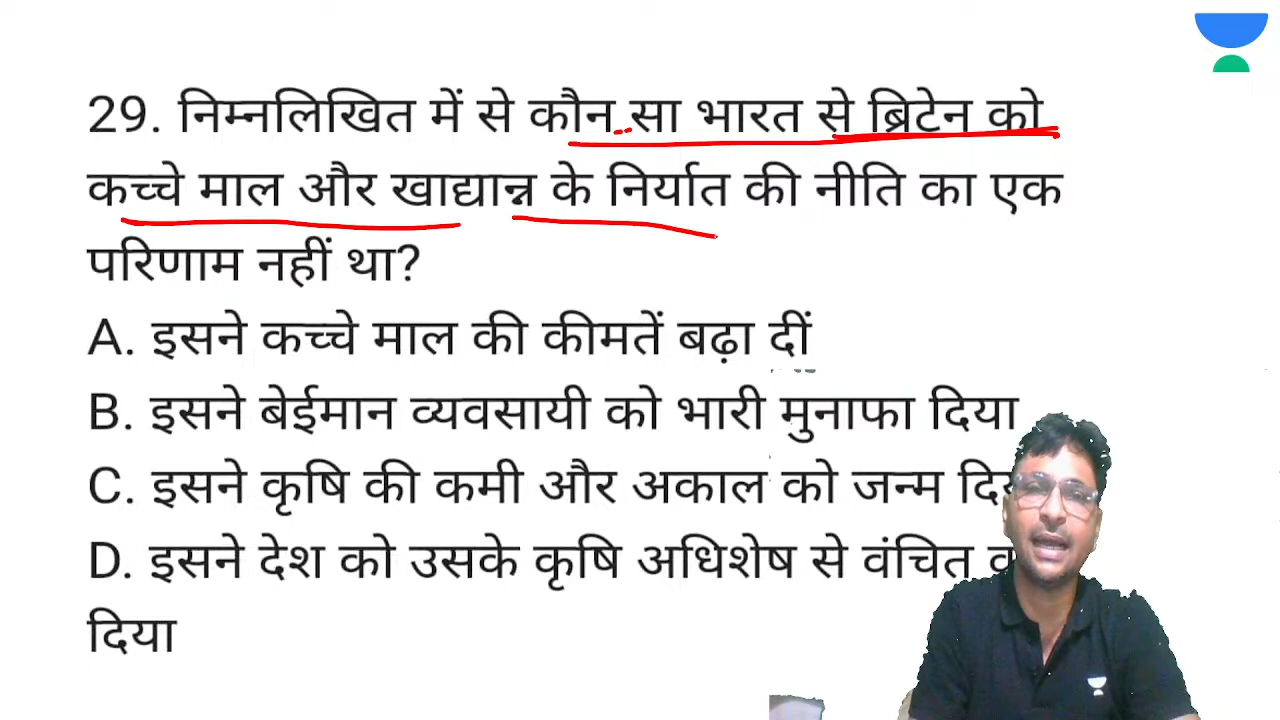 29. निम्नलिखित में से कौन सा भारत से ब्रिटेन को
कच्चे माल और खाद्यान्न के निर्यात की नीति का एक
परिणाम नहीं था?
A. इसने कच्चे माल की कीमतें बढ़ा दीं
B. इसने बेईमान व्यवसायी को भारी मुनाफा दिया
C. इसने कृषि की कमी और अकाल को जन्म
D. इसने देश को उसके कृषि अधिशेष से वंचित
दिया